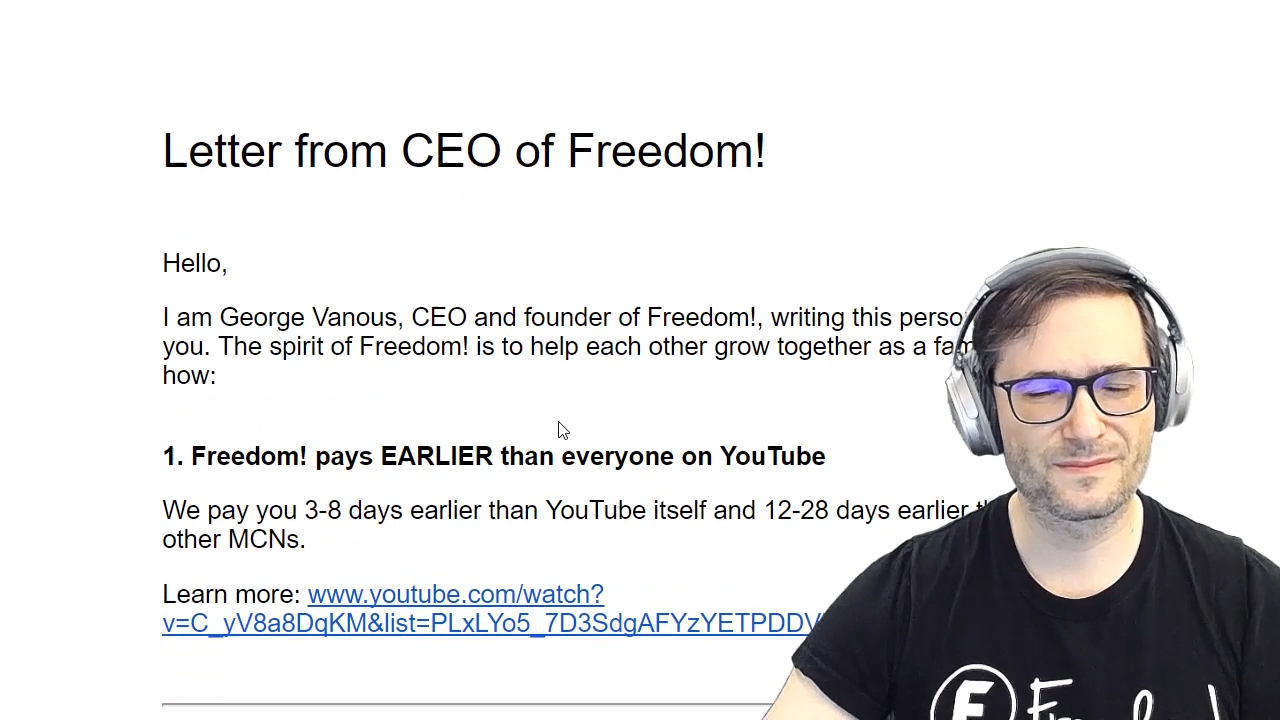 Letter from CEO of Freedom!
Hello,
I am George Vanous, CEO and founder of Freedom!, writing this
you. The spirit of Freedom! is to help each other grow together as a
how:
1. Freedom! pays EARLIER than everyone on YouTube
We pay you 3-8 days earlier than YouTube itself and 12-28 days earlier
other MCNs.
Learn more: www.youtube.com/watch?
v=C_yV8a8DqKM&list=PLxLYo5_7D3SdgAFYzYETPDDV
F